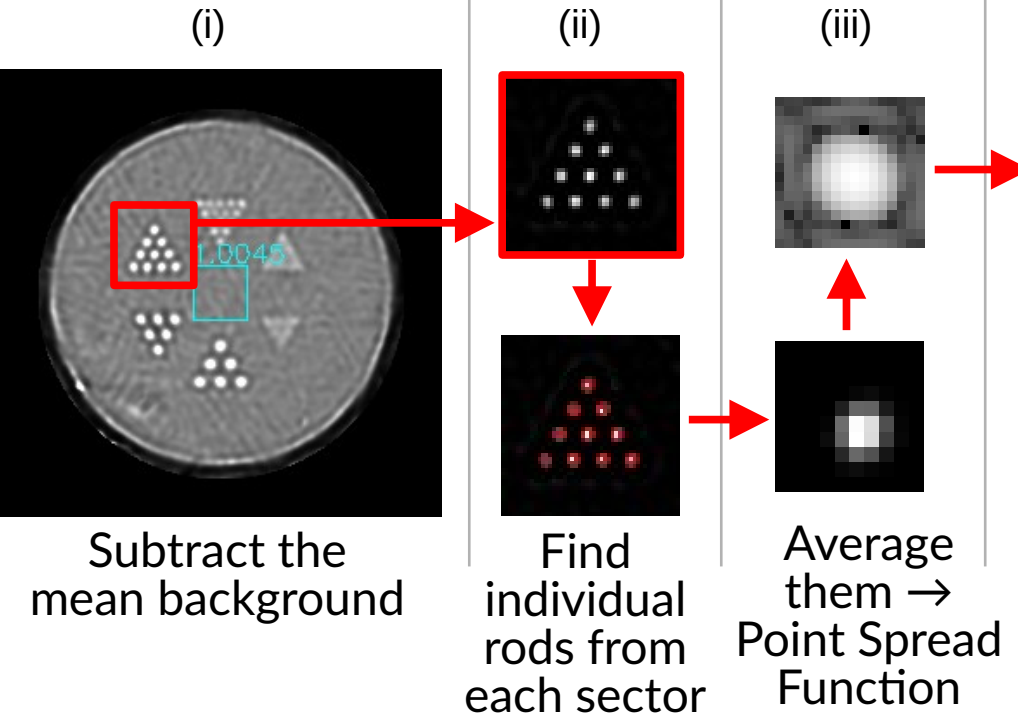 (i)
(ii)
(iii)
1.0045
Subtract the
mean background
Find
individual
rods from
each sector
Average
them →
Point Spread
Function